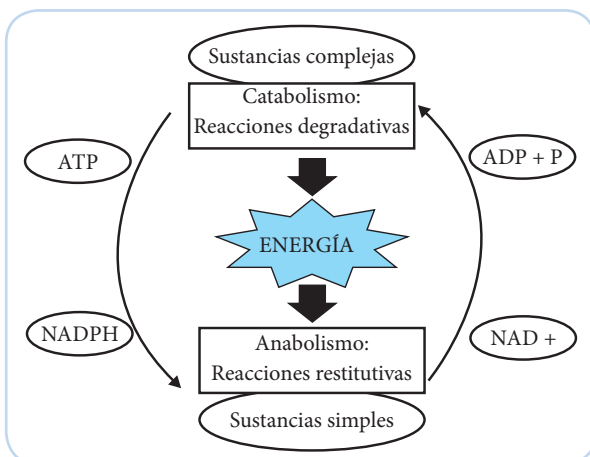 Sustancias complejas
Catabolismo:
Reacciones degradativas
ATP
ADP + P
ENERGÍA
NADPH
NAD +
Anabolismo:
Reacciones restitutivas
Sustancias simples